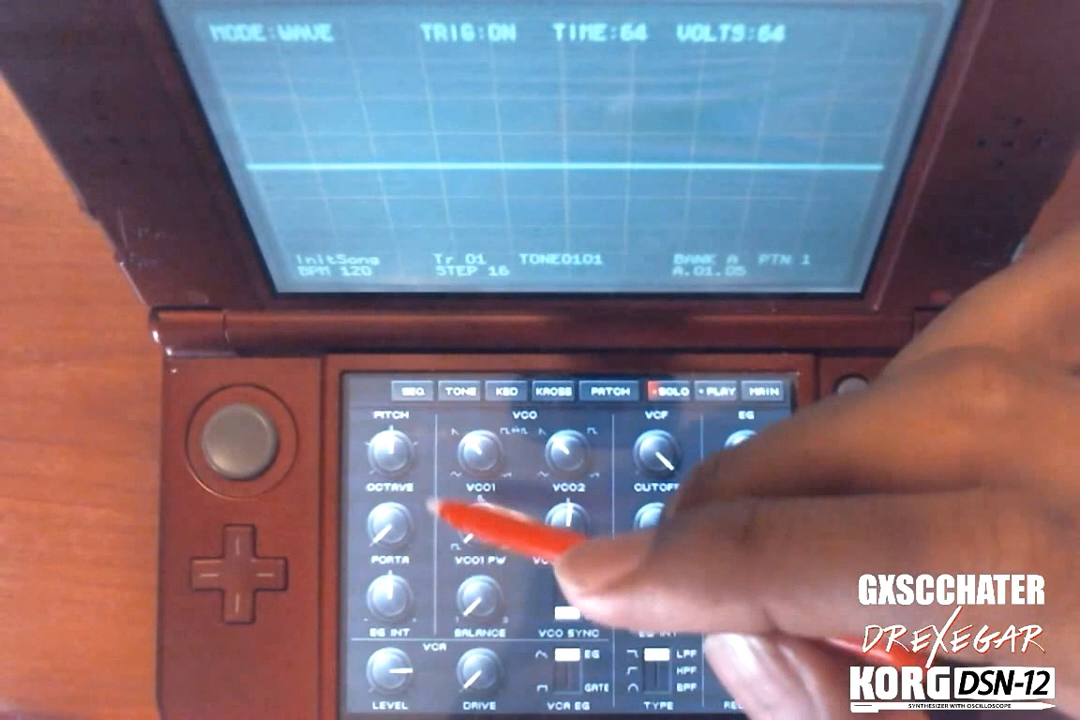 MODE:WAVE TRIG:ON TIME:64 VOLTS:64
InitSong Tr 01 TONE0101 BANK A PTN 1
BPM 120 STEP 16 A.01.05
SEQ TONE KBD KROSS PATCH SOLO PLAY MAIN
PITCH VCO VCF EG
OCTAVE VCO1 VCO2 CUTOFF
PORTA VCO1 PW
EG INT BALANCE VCO SYNC EG INT
VCA
EG LPF
HPF
GATE BPF
LEVEL DRIVE VCA EG TYPE
GXSCCHATER
DREXEGAR
KORG DSN-12
SYNTHESIZER WITH OSCILLOSCOPE